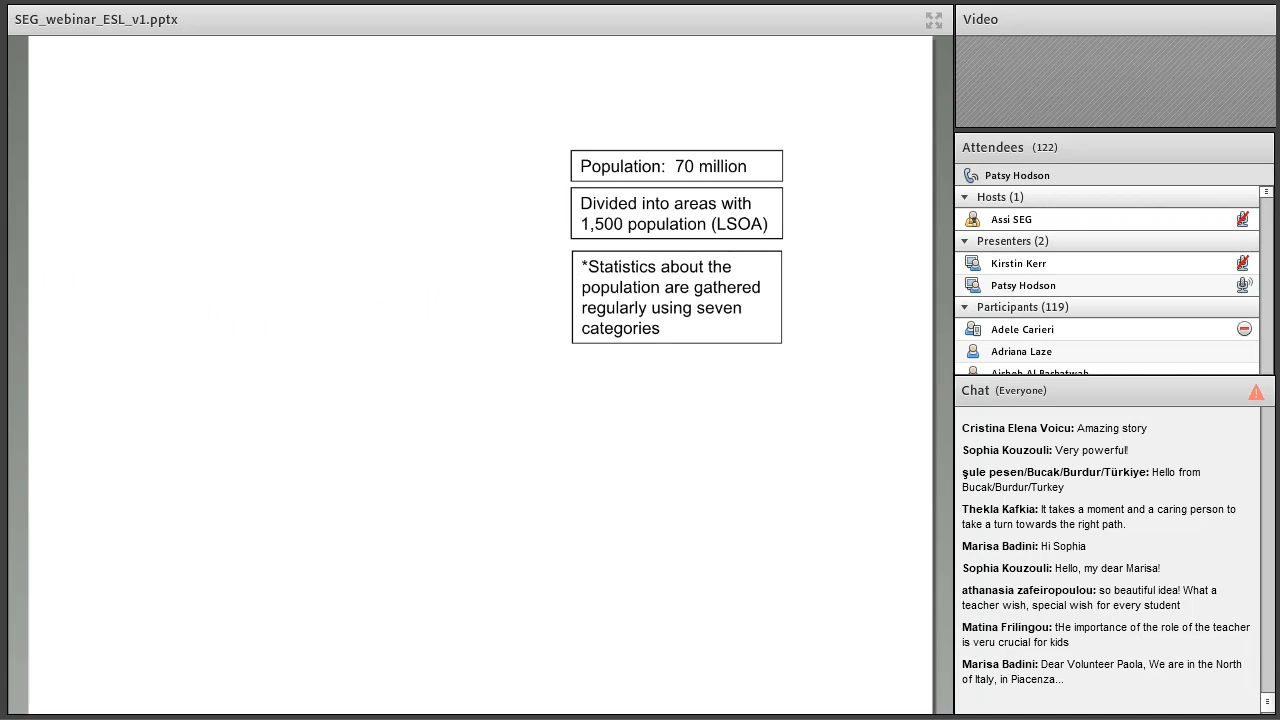 SEG_webinar_ESL_v1.pptx
Population:  70 million
Divided into areas with
1,500 population (LSOA)
*Statistics about the
population are gathered
regularly using seven
categories
Video
Attendees (122)
Patsy Hodson
Hosts (1)
Assi SEG
Presenters (2)
Kirstin Kerr
Patsy Hodson
Participants (119)
Adele Carieri
Adriana Laze
Chat (Everyone)
Cristina Elena Voicu: Amazing story
Sophia Kouzouli: Very powerful!
şule pesen/Bucak/Burdur/Türkiye: Hello from
Bucak/Burdur/Turkey
Thekla Kafkia: It takes a moment and a caring person to
take a turn towards the right path.
Marisa Badini: Hi Sophia
Sophia Kouzouli: Hello, my dear Marisa!
athanasia zafeiropoulou: so beautiful idea! What a
teacher wish, special wish for every student
Matina Frilingou: tHe importance of the role of the teacher
is veru crucial for kids
Marisa Badini: Dear Volunteer Paola, We are in the North
of Italy, in Piacenza...